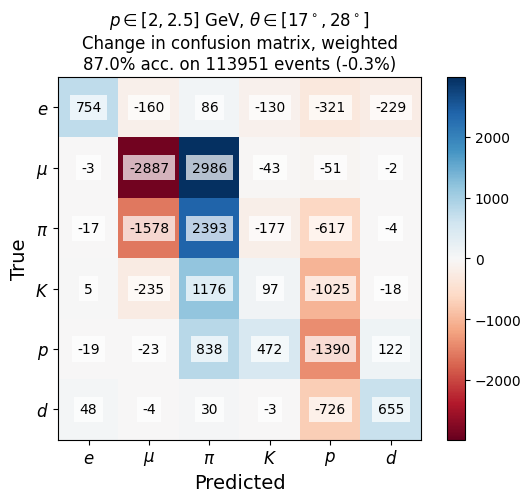 p ∈ [2, 2.5] GeV, θ ∈ [17°, 28°]
Change in confusion matrix, weighted
87.0% acc. on 113951 events (-0.3%)
e 754 -160 86 -130 -321 -229
μ -3 -2887 2986 -43 -51 -2
π -17 -1578 2393 -177 -617 -4
K 5 -235 1176 97 -1025 -18
p -19 -23 838 472 -1390 122
d 48 -4 30 -3 -726 655
e μ π K p d
True
Predicted
2000
1000
0
−1000
−2000